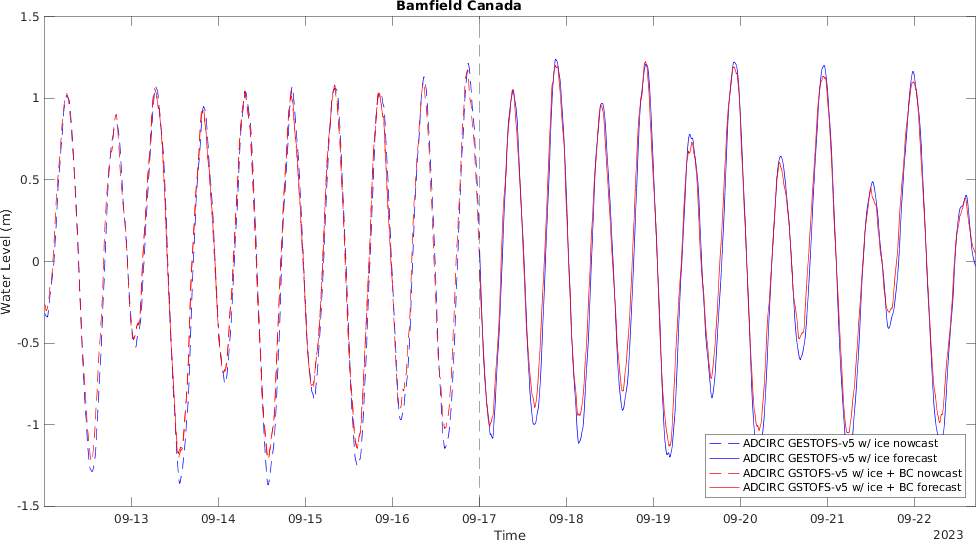 Bamfield Canada
1.5
1
0.5
0
-0.5
-1
-1.5
Water Level (m)
09-13 09-14 09-15 09-16 09-17 09-18 09-19 09-20 09-21 09-22
Time
2023
ADCIRC GESTOFS-v5 w/ ice nowcast
ADCIRC GESTOFS-v5 w/ ice forecast
ADCIRC GSTOFS-v5 w/ ice + BC nowcast
ADCIRC GSTOFS-v5 w/ ice + BC forecast